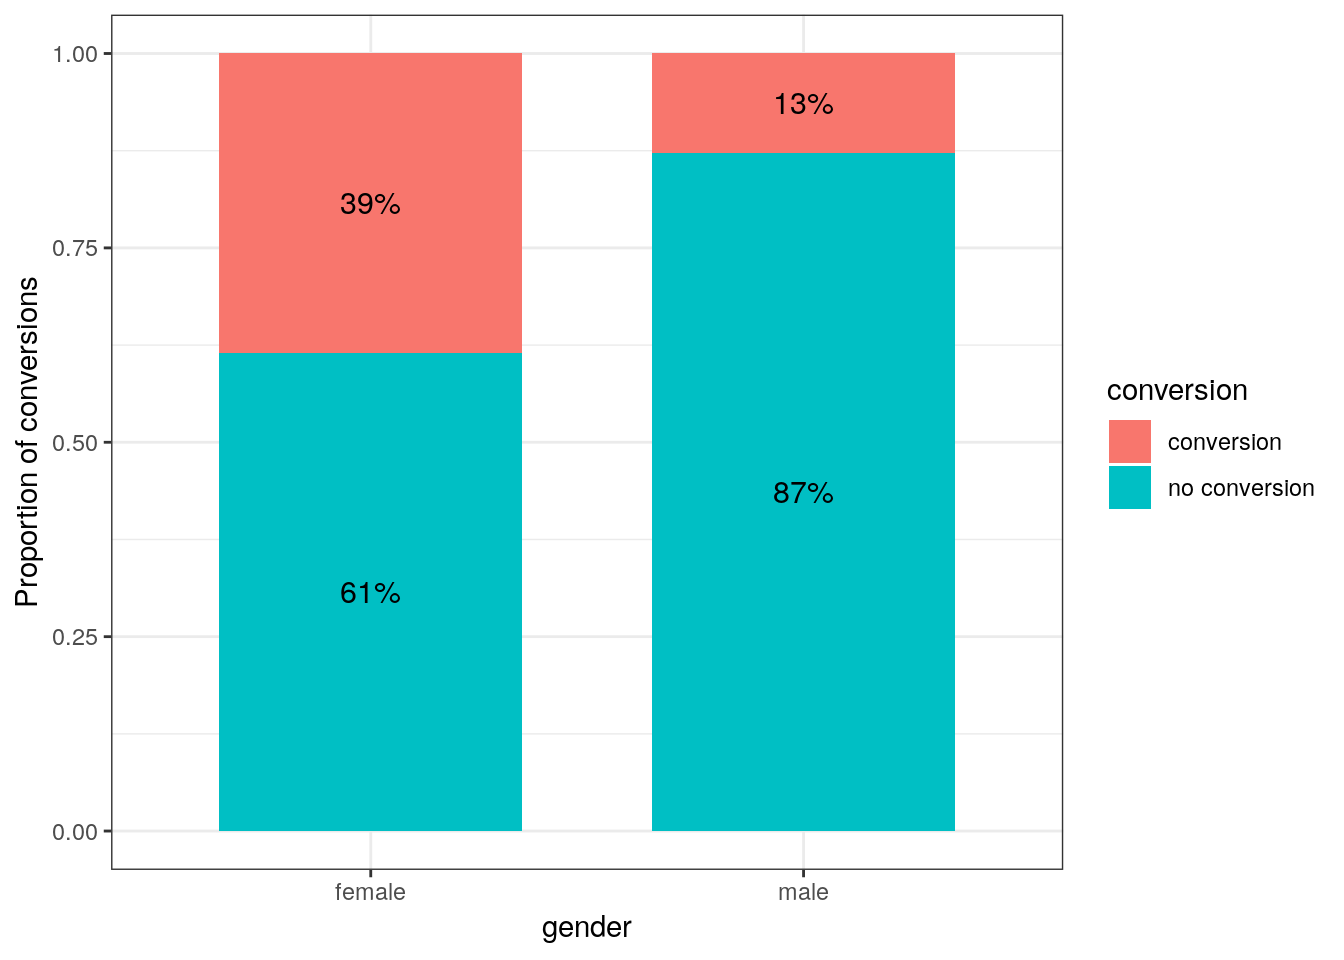 Proportion of conversions
1.00
0.75
0.50
0.25
0.00
13%
39%
87%
61%
female
male
gender
conversion
conversion
no conversion